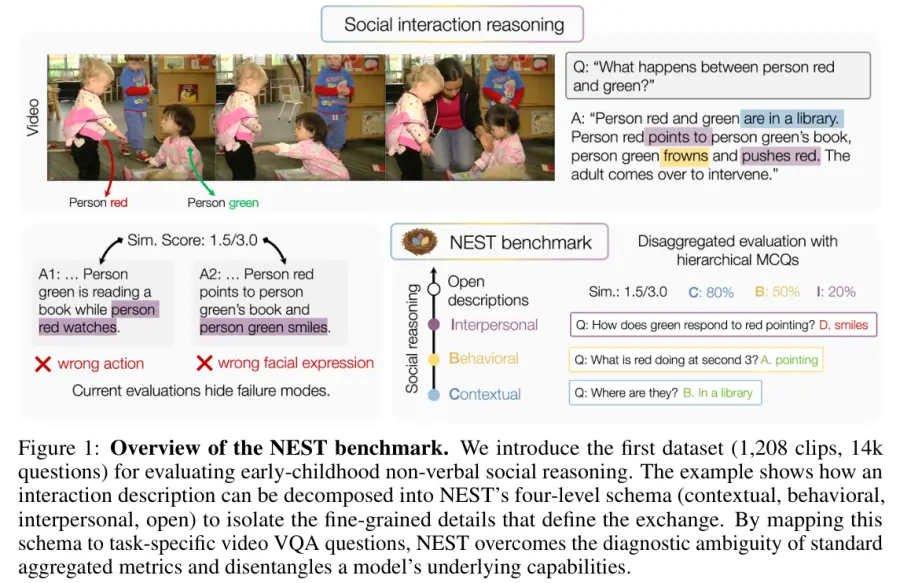 Social interaction reasoning
Video
Person red
Person green
Q: “What happens between person red
and green?”
A: “Person red and green are in a library.
Person red points to person green’s book,
person green frowns and pushes red. The
adult comes over to intervene.”
Sim. Score: 1.5/3.0
A1: … Person
green is reading a
book while person
red watches.
wrong action
A2: … Person red
points to person
green’s book and
person green smiles.
wrong facial expression
Current evaluations hide failure modes.
NEST benchmark
Social reasoning
Open
descriptions
Interpersonal
Behavioral
Contextual
Disaggregated evaluation with
hierarchical MCQs
Sim.: 1.5/3.0 C: 80% B: 50% I: 20%
Q: How does green respond to red pointing? D. smiles
Q: What is red doing at second 3? A. pointing
Q: Where are they? B. In a library
Figure 1: Overview of the NEST benchmark. We introduce the first dataset (1,208 clips, 14k
questions) for evaluating early-childhood non-verbal social reasoning. The example shows how an
interaction description can be decomposed into NEST’s four-level schema (contextual, behavioral,
interpersonal, open) to isolate the fine-grained details that define the exchange. By mapping this
schema to task-specific video VQA questions, NEST overcomes the diagnostic ambiguity of standard
aggregated metrics and disentangles a model’s underlying capabilities.